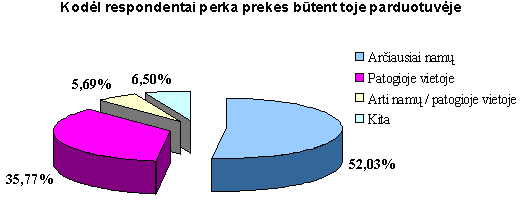 Kodėl respondentai perka prekes būtent toje parduotuvėje
6,50%
5,69%
35,77%
52,03%
Arčiausiai namų
Patogioje vietoje
Arti namų / patogioje vietoje
Kita